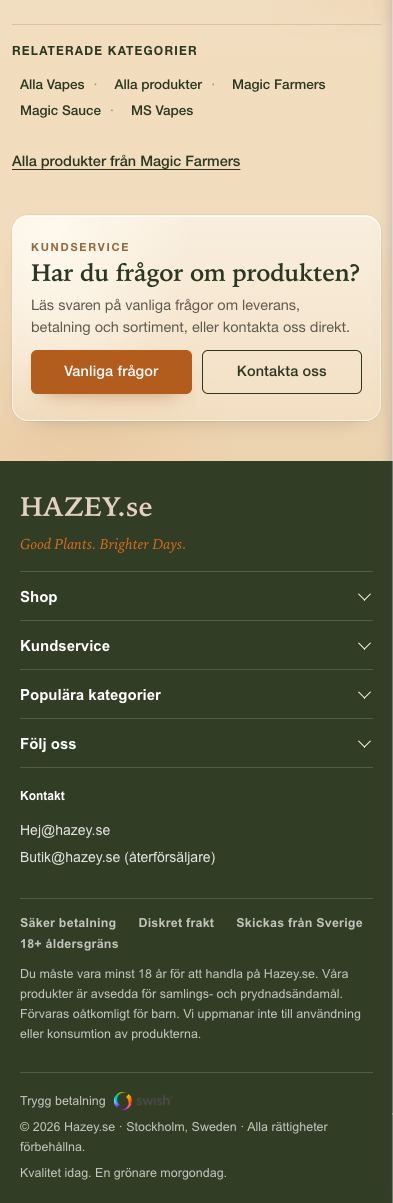 RELATERADE KATEGORIER
Alla Vapes · Alla produkter · Magic Farmers
Magic Sauce · MS Vapes
Alla produkter från Magic Farmers
KUNDSERVICE
Har du frågor om produkten?
Läs svaren på vanliga frågor om leverans,
betalning och sortiment, eller kontakta oss direkt.
Vanliga frågor Kontakta oss
HAZEY.se
Good Plants. Brighter Days.
Shop
Kundservice
Populära kategorier
Följ oss
Kontakt
Hej@hazey.se
Butik@hazey.se (återförsäljare)
Säker betalning Diskret frakt Skickas från Sverige
18+ åldersgräns
Du måste vara minst 18 år för att handla på Hazey.se. Våra
produkter är avsedda för samlings- och prydnadsändamål.
Förvaras oåtkomligt för barn. Vi uppmanar inte till användning
eller konsumtion av produkterna.
Trygg betalning swish
© 2026 Hazey.se · Stockholm, Sweden · Alla rättigheter
förbehållna.
Kvalitet idag. En grönare morgondag.